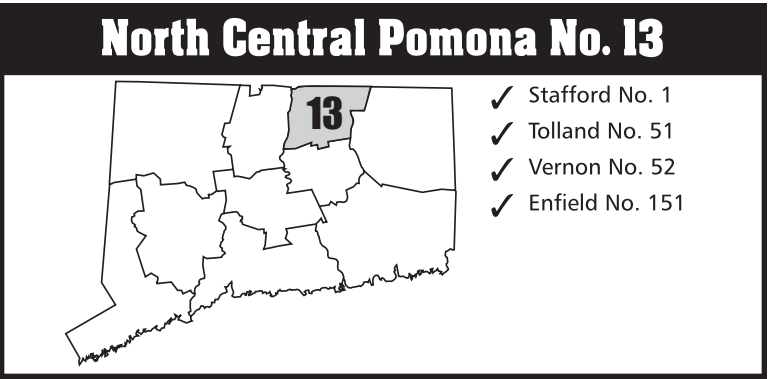 North Central Pomona No. 13
13
✓ Stafford No. 1
✓ Tolland No. 51
✓ Vernon No. 52
✓ Enfield No. 151